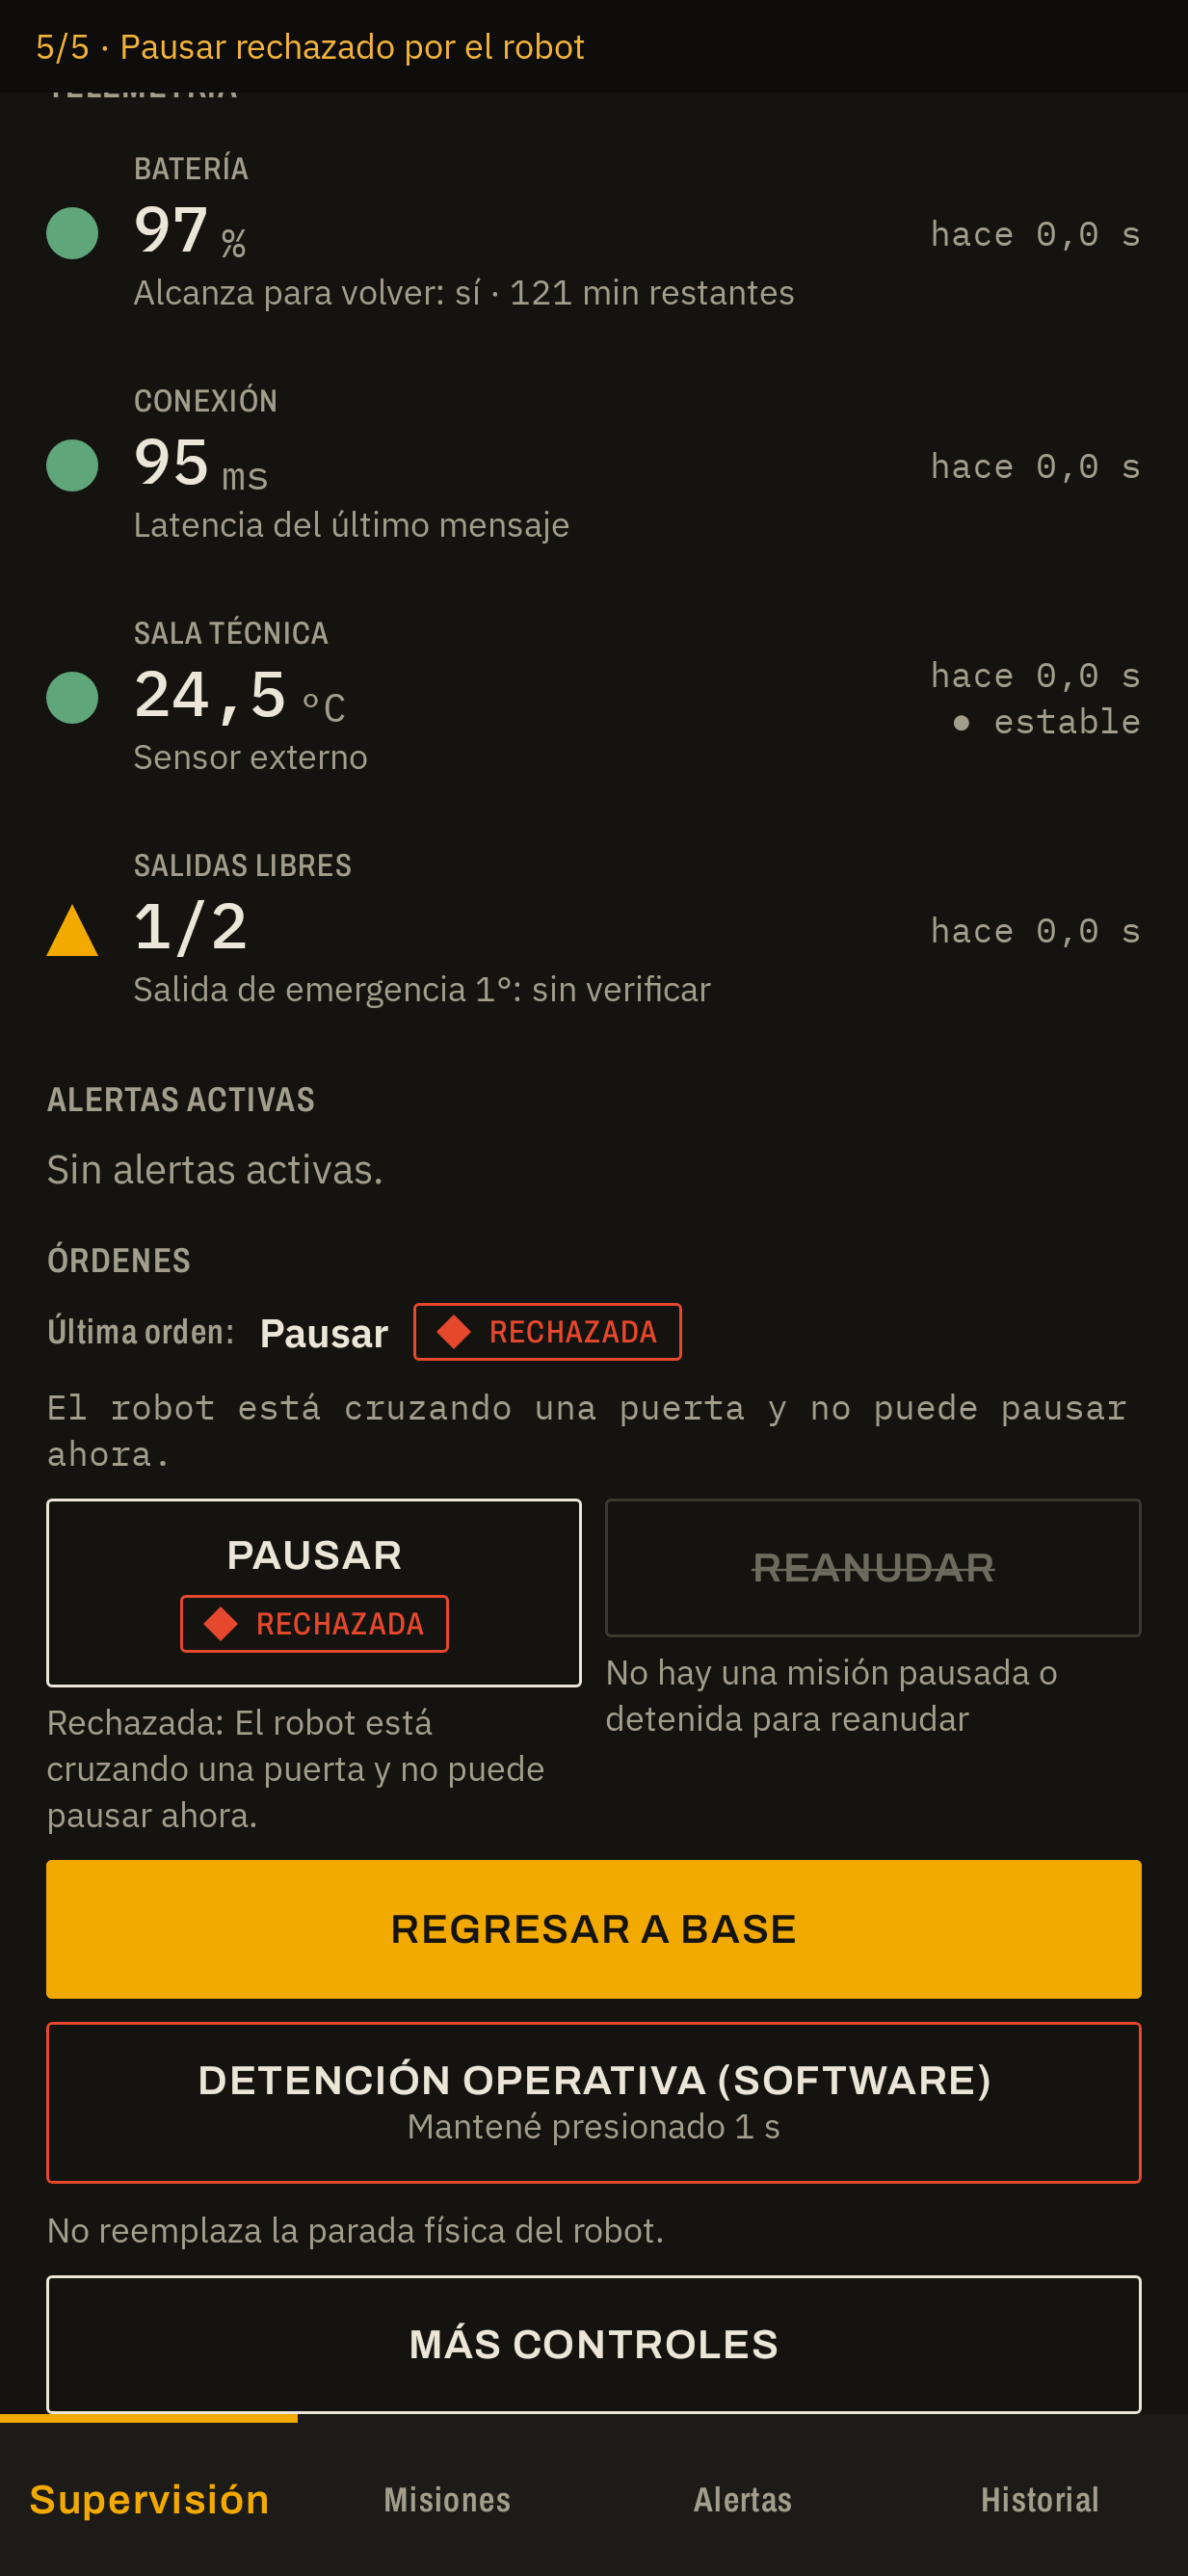 5/5 · Pausar rechazado por el robot
TELEMETRÍA
BATERÍA
97 %
hace 0,0 s
Alcanza para volver: sí · 121 min restantes
CONEXIÓN
95 ms
hace 0,0 s
Latencia del último mensaje
SALA TÉCNICA
24,5 °C
hace 0,0 s
• estable
Sensor externo
SALIDAS LIBRES
1/2
hace 0,0 s
Salida de emergencia 1°: sin verificar
ALERTAS ACTIVAS
Sin alertas activas.
ÓRDENES
Última orden: Pausar RECHAZADA
El robot está cruzando una puerta y no puede pausar
ahora.
PAUSAR
RECHAZADA
Rechazada: El robot está
cruzando una puerta y no puede
pausar ahora.
REANUDAR
No hay una misión pausada o
detenida para reanudar
REGRESAR A BASE
DETENCIÓN OPERATIVA (SOFTWARE)
Mantené presionado 1 s
No reemplaza la parada física del robot.
MÁS CONTROLES
Supervisión
Misiones
Alertas
Historial